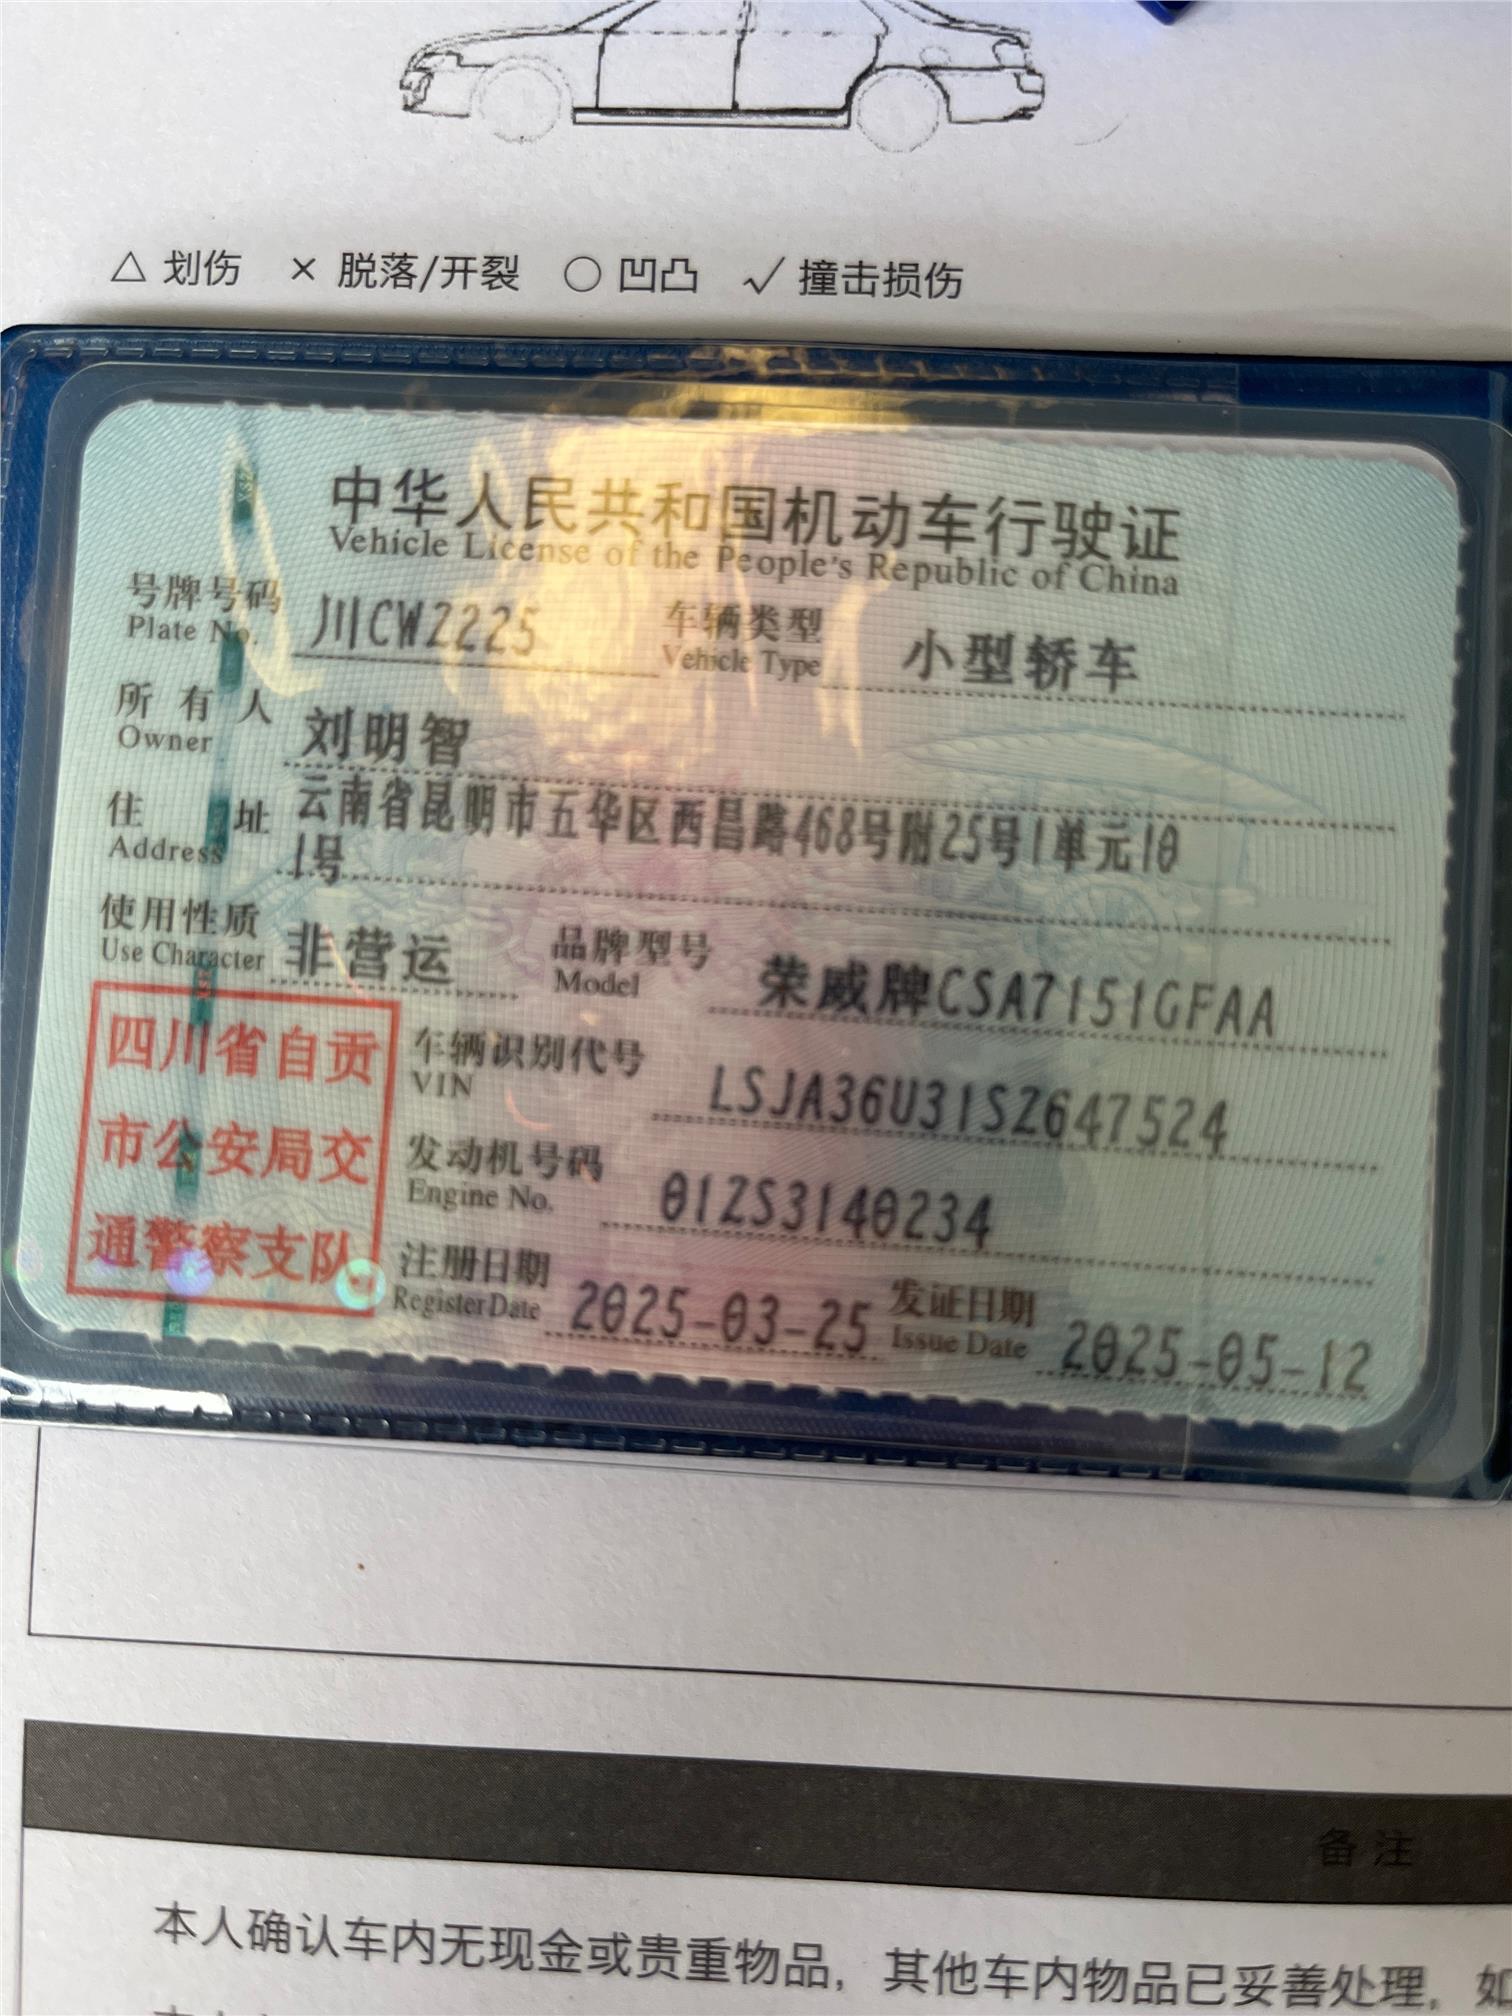 △ 划伤 × 脱落/开裂 ○ 凹凸 ✓ 撞击损伤
中华人民共和国机动车行驶证
Vehicle License of the People's Republic of China
号牌号码 川CW2225 车辆类型 小型轿车
Plate No. Vehicle Type
所有人 刘明智
Owner
住址 云南省昆明市五华区西昌路468号附25号1单元10
Address 1号
使用性质 非营运 品牌型号 荣威牌CSA7151GFAA
Use Character Model
四川省自贡
市公安局交
通警察支队
车辆识别代号 LSJA36U31SZ647524
VIN
发动机号码 01ZS3140234
Engine No.
注册日期 2025-03-25 发证日期 2025-05-12
Register Date Issue Date
备注
本人确认车内无现金或贵重物品，其他车内物品已妥善处理，如